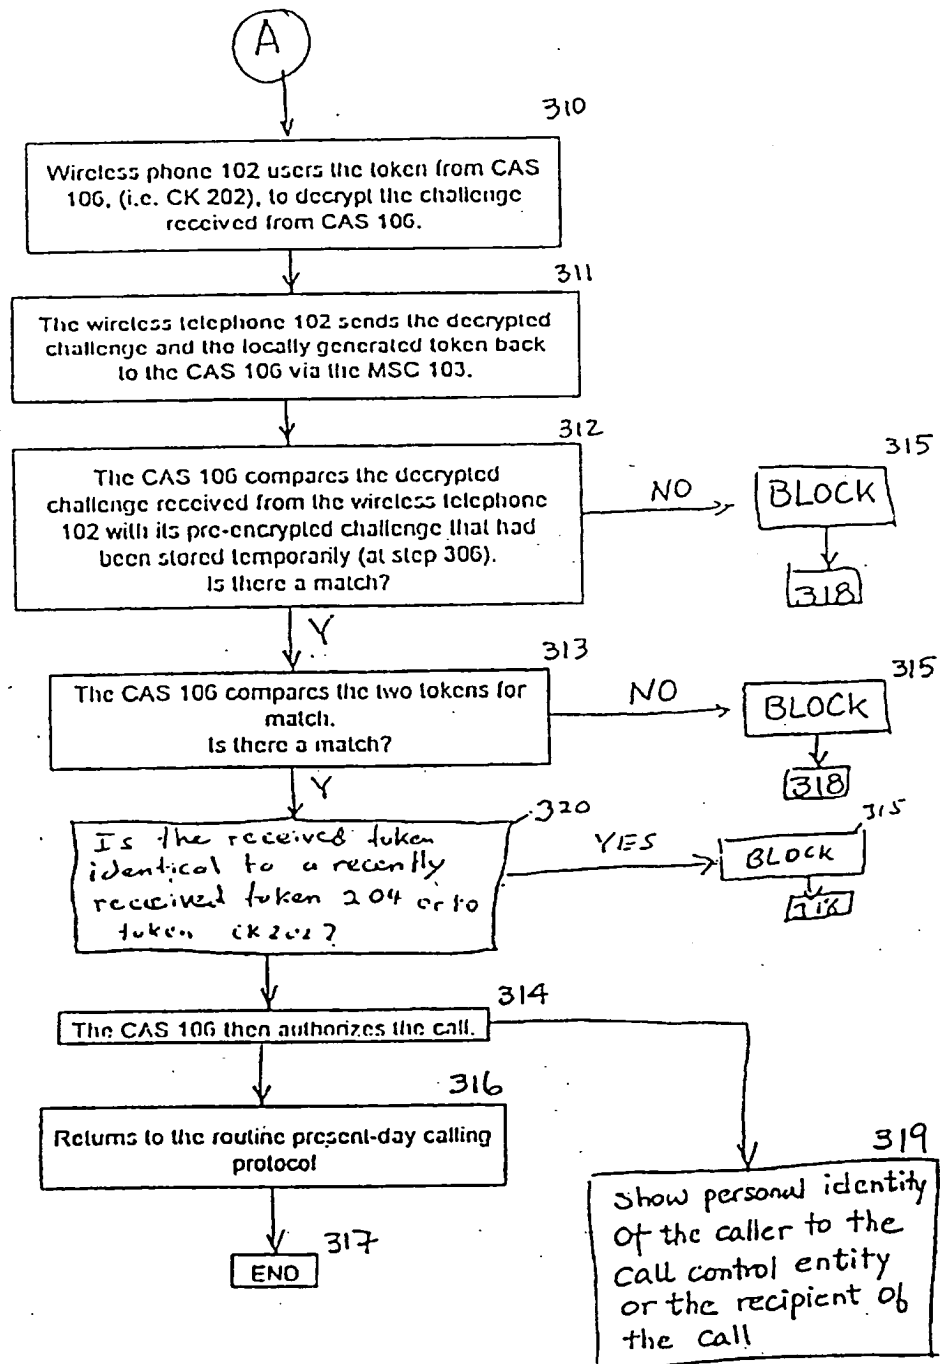 A
310
Wireless phone 102 users the token from CAS
106, (i.e. CK 202), to decrypt the challenge
received from CAS 106.
311
The wireless telephone 102 sends the decrypted
challenge and the locally generated token back
to the CAS 106 via the MSC 103.
312
The CAS 106 compares the decrypted
challenge received from the wireless telephone
102 with its pre-encrypted challenge that had
been stored temporarily (at step 306).
Is there a match?
NO
315
BLOCK
318
Y
313
The CAS 106 compares the two tokens for
match.
Is there a match?
NO
315
BLOCK
318
Y
320
Is the received token
identical to a recently
received token 204 or to
token CK 202?
YES
315
BLOCK
314
The CAS 106 then authorizes the call.
316
Returns to the routine present-day calling
protocol
317
END
319
Show personal identity
Of the caller to the
Call control entity
or the recipient of
the call